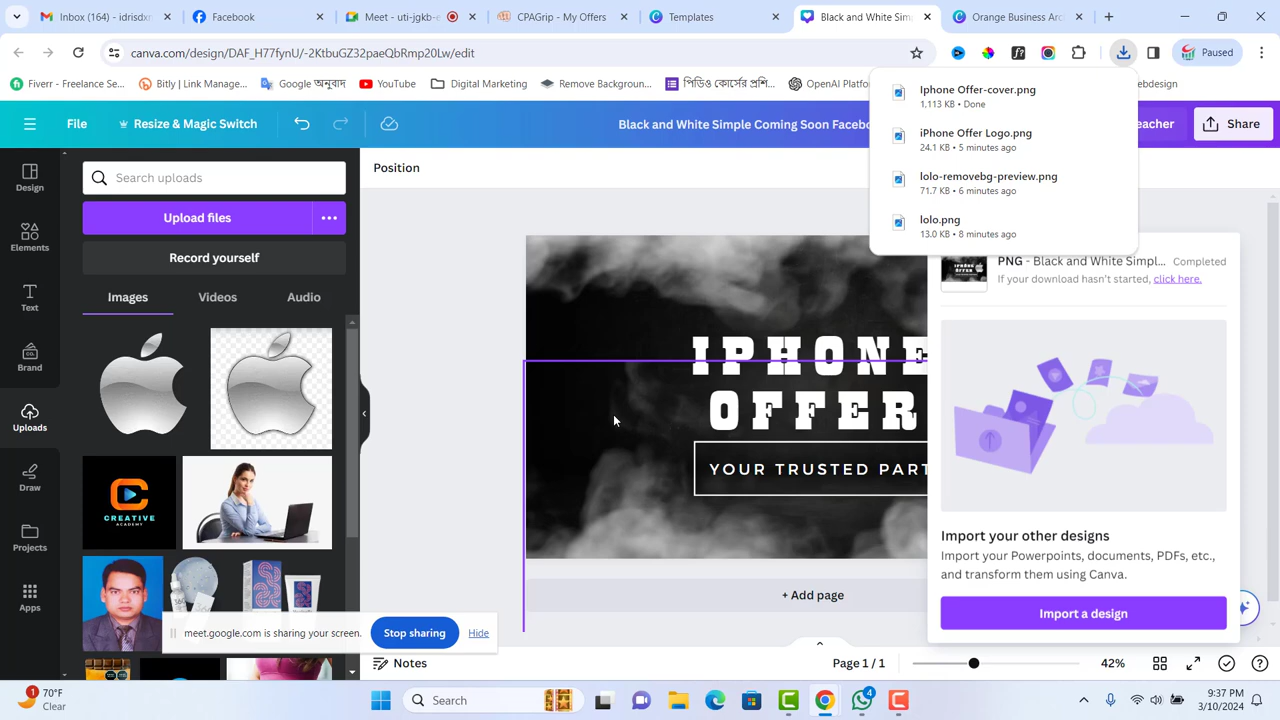 Inbox (164) - idrisdx
Facebook
Meet - uti-jgkb-e
CPAGrip - My Offers
Templates
Black and White Sim
Orange Business Arc
canva.com/design/DAF_H77fynU/-2KtbuGZ32paeQbRmp20Lw/edit
Paused
Fiverr - Freelance Se...
Bitly | Link Manage...
Google অনুবাদ
YouTube
Digital Marketing
Remove Backgroun...
পিডিও কোর্সের প্রশি...
OpenAI Platfo
ebdesign
File
Resize & Magic Switch
Black and White Simple Coming Soon Facebo
eacher
Share
Iphone Offer-cover.png
1,113 KB • Done
iPhone Offer Logo.png
24.1 KB • 5 minutes ago
lolo-removebg-preview.png
71.7 KB • 6 minutes ago
lolo.png
13.0 KB • 8 minutes ago
Design
Elements
Text
Brand
CO.
Uploads
Draw
Projects
Apps
Search uploads
Upload files
Record yourself
Images
Videos
Audio
CREATIVE
ACADEMY
Position
IPHONE
OFFER
YOUR TRUSTED PART
+ Add page
PNG - Black and White Simpl...
Completed
If your download hasn't started, click here.
Import your other designs
Import your Powerpoints, documents, PDFs, etc.,
and transform them using Canva.
Import a design
meet.google.com is sharing your screen.
Stop sharing
Hide
Notes
Page 1 / 1
42%
1
70°F
Clear
Search
4
9:37 PM
3/10/2024